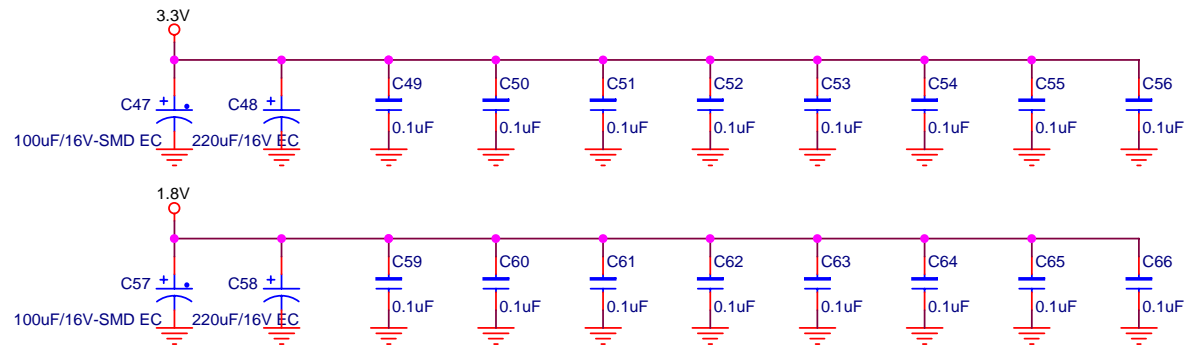 3.3V
C49 C50 C51 C52 C53 C54 C55 C56
C47 + C48 +
0.1uF 0.1uF 0.1uF 0.1uF 0.1uF 0.1uF 0.1uF 0.1uF
100uF/16V-SMD EC 220uF/16V EC
1.8V
C59 C60 C61 C62 C63 C64 C65 C66
C57 + C58 +
0.1uF 0.1uF 0.1uF 0.1uF 0.1uF 0.1uF 0.1uF 0.1uF
100uF/16V-SMD EC 220uF/16V EC